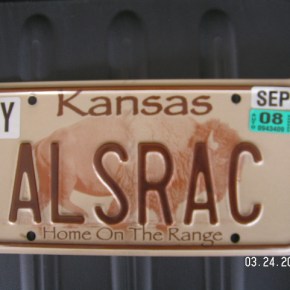 Kansas
Y
SEP
08
ALSRAC
Home On The Range
03.24.20